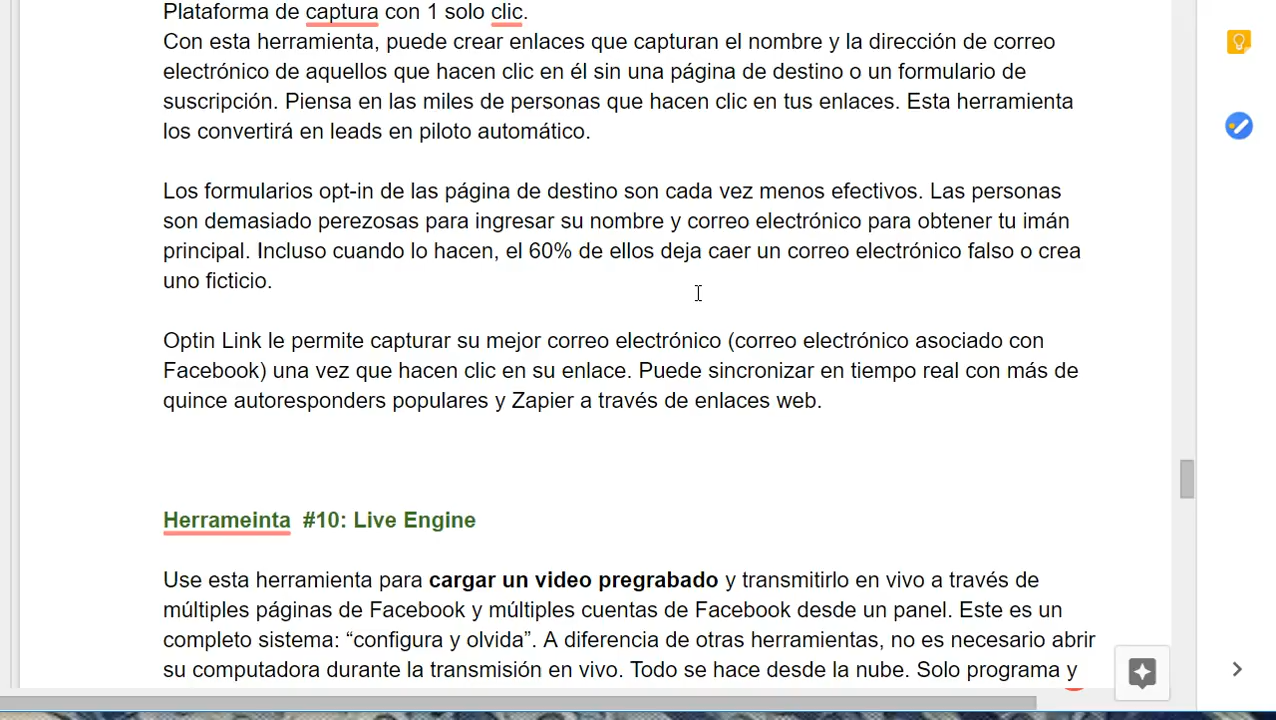 Plataforma de captura con 1 solo clic.
Con esta herramienta, puede crear enlaces que capturan el nombre y la dirección de correo
electrónico de aquellos que hacen clic en él sin una página de destino o un formulario de
suscripción. Piensa en las miles de personas que hacen clic en tus enlaces. Esta herramienta
los convertirá en leads en piloto automático.
Los formularios opt-in de las página de destino son cada vez menos efectivos. Las personas
son demasiado perezosas para ingresar su nombre y correo electrónico para obtener tu imán
principal. Incluso cuando lo hacen, el 60% de ellos deja caer un correo electrónico falso o crea
uno ficticio.
Optin Link le permite capturar su mejor correo electrónico (correo electrónico asociado con
Facebook) una vez que hacen clic en su enlace. Puede sincronizar en tiempo real con más de
quince autoresponders populares y Zapier a través de enlaces web.
Herrameinta  #10: Live Engine
Use esta herramienta para cargar un video pregrabado y transmitirlo en vivo a través de
múltiples páginas de Facebook y múltiples cuentas de Facebook desde un panel. Este es un
completo sistema: “configura y olvida”. A diferencia de otras herramientas, no es necesario abrir
su computadora durante la transmisión en vivo. Todo se hace desde la nube. Solo programa y